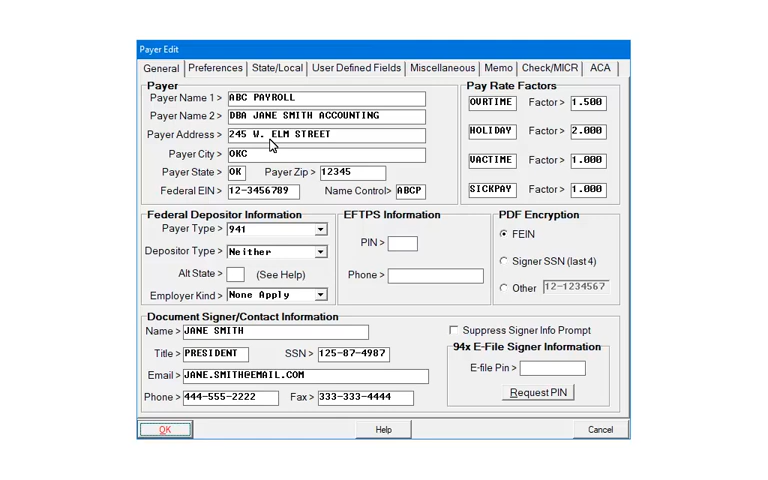 Payer Edit
General Preferences State/Local User Defined Fields Miscellaneous Memo Check/MICR ACA
Payer
Payer Name 1 > ABC PAYROLL
Payer Name 2 > DBA JANE SMITH ACCOUNTING
Payer Address > 245 W. ELM STREET
Payer City > OKC
Payer State > OK Payer Zip > 12345
Federal EIN > 12-3456789 Name Control> ABCP
Pay Rate Factors
OVRTIME Factor> 1.500
HOLIDAY Factor> 2.000
VACTIME Factor> 1.000
SICKPAY Factor> 1.000
Federal Depositor Information
Payer Type > 941
Depositor Type > Neither
Alt State > (See Help)
Employer Kind > None Apply
EFTPS Information
PIN >
Phone >
PDF Encryption
FEIN
Signer SSN (last 4)
Other 12-1234567
Document Signer/Contact Information
Name > JANE SMITH
Title > PRESIDENT SSN > 125-87-4987
Email > JANE.SMITH@EMAIL.COM
Phone > 444-555-2222 Fax > 333-333-4444
Suppress Signer Info Prompt
94x E-File Signer Information
E-file Pin >
Request PIN
OK Help Cancel